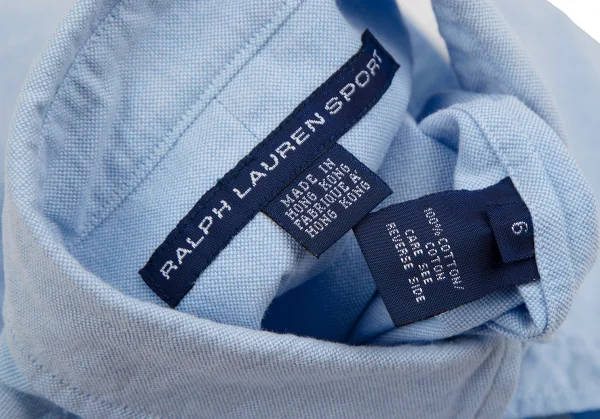 RALPH LAUREN SPORT
MADE IN
HONG KONG
FABRIQUE A'
HONG KONG
100% COTTON/
COTON
CARE SEE
REVERSE SIDE
6